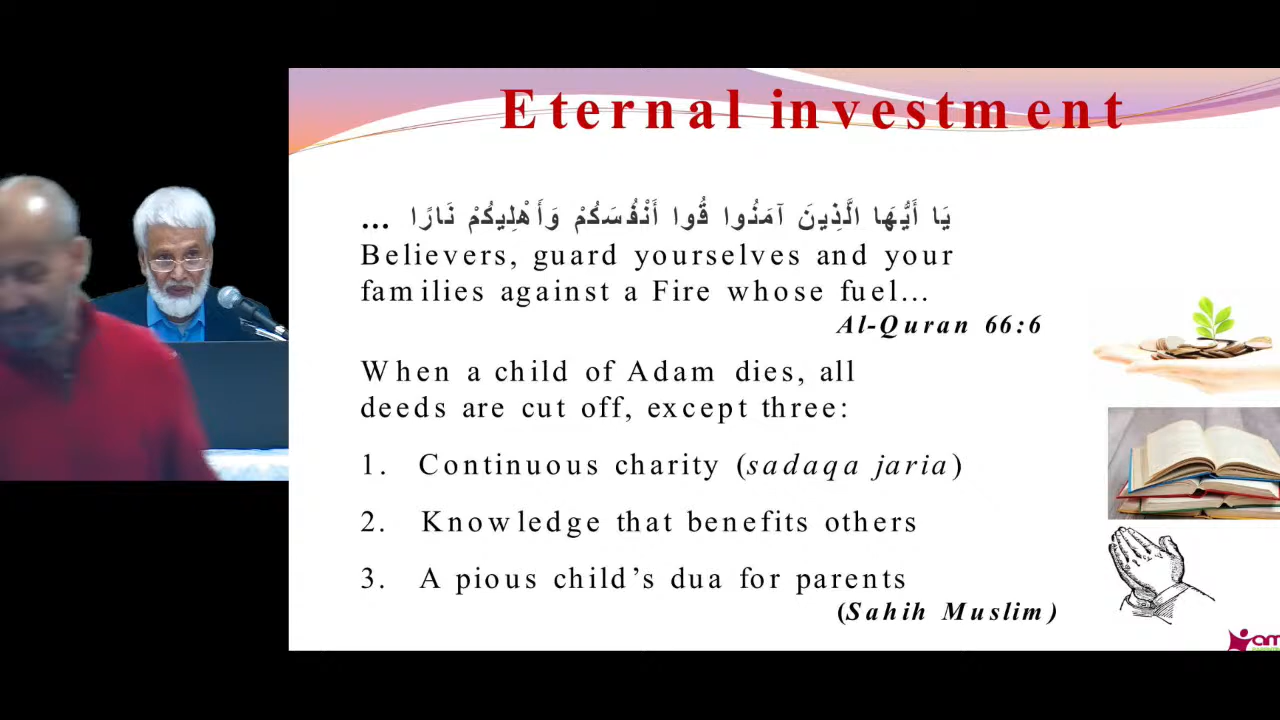 Eternal investment
يَا أَيُّهَا الَّذِينَ آمَنُوا قُوا أَنْفُسَكُمْ وَأَهْلِيكُمْ نَارًا ...
Believers, guard yourselves and your
families against a Fire whose fuel...
Al-Quran 66:6
When a child of Adam dies, all
deeds are cut off, except three:
1. Continuous charity (sadaqa jaria)
2. Knowledge that benefits others
3. A pious child’s dua for parents
(Sahih Muslim)
am